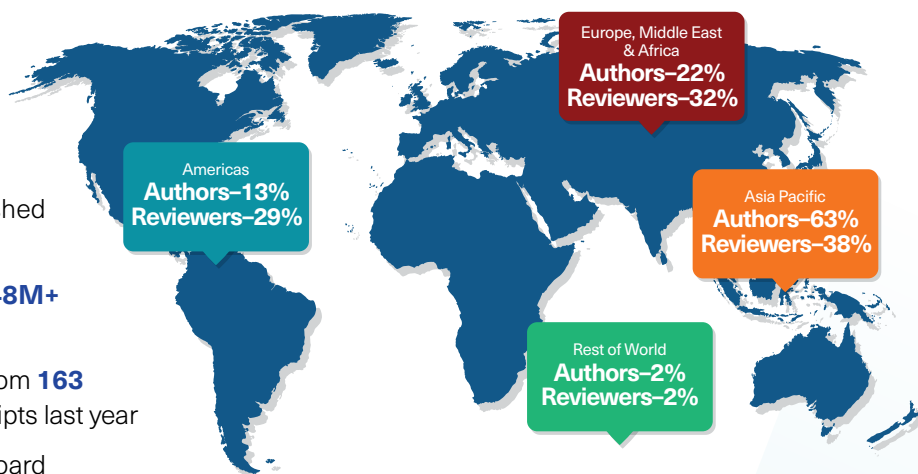 shed
8M+
om 163
ipts last year
oard
Europe, Middle East
& Africa
Authors–22%
Reviewers–32%
Americas
Authors–13%
Reviewers–29%
Asia Pacific
Authors–63%
Reviewers–38%
Rest of World
Authors–2%
Reviewers–2%